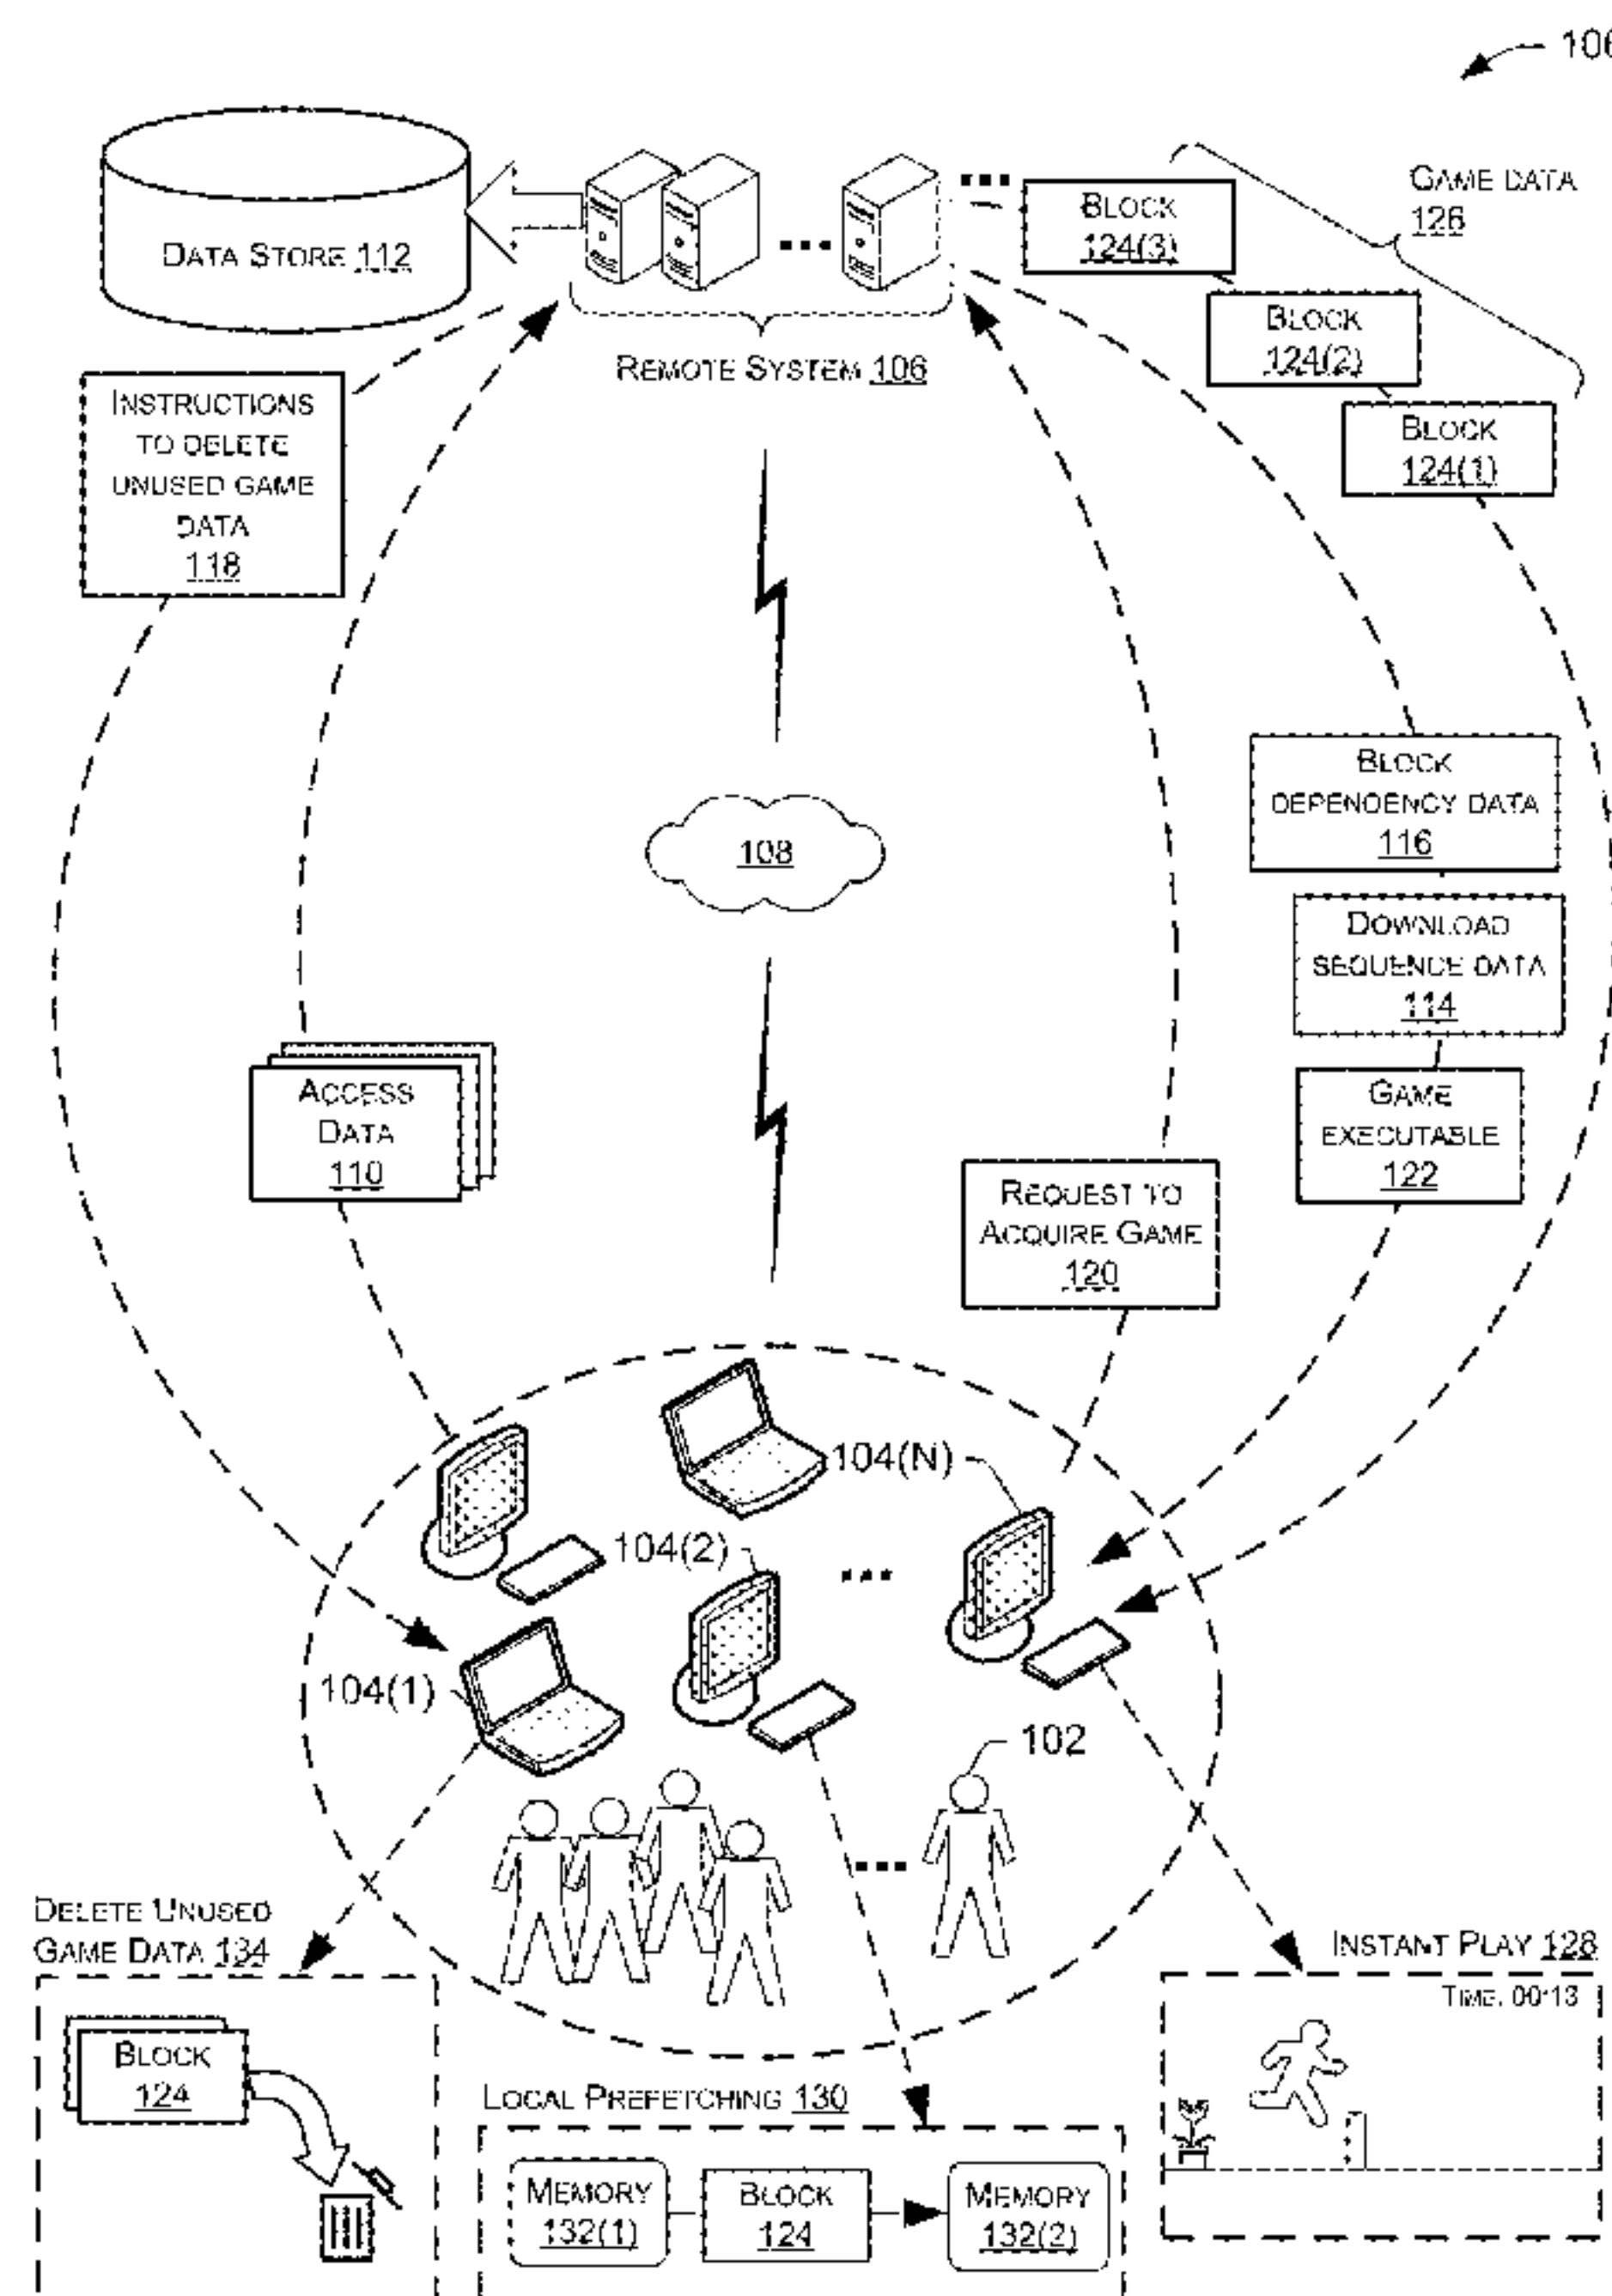 106
GAME DATA
126
BLOCK
124(3)
DATA STORE 112
BLOCK
124(2)
REMOTE SYSTEM 106
INSTRUCTIONS
TO DELETE
UNUSED GAME
DATA
118
BLOCK
124(1)
BLOCK
DEPENDENCY DATA
116
108
DOWNLOAD
SEQUENCE DATA
114
ACCESS
DATA
110
GAME
EXECUTABLE
122
REQUEST TO
ACQUIRE GAME
120
104(N)
104(2)
104(1)
102
DELETE UNUSED
GAME DATA 134
INSTANT PLAY 128
TIME: 00:13
BLOCK
124
LOCAL PREFETCHING 130
MEMORY
132(1)
BLOCK
124
MEMORY
132(2)